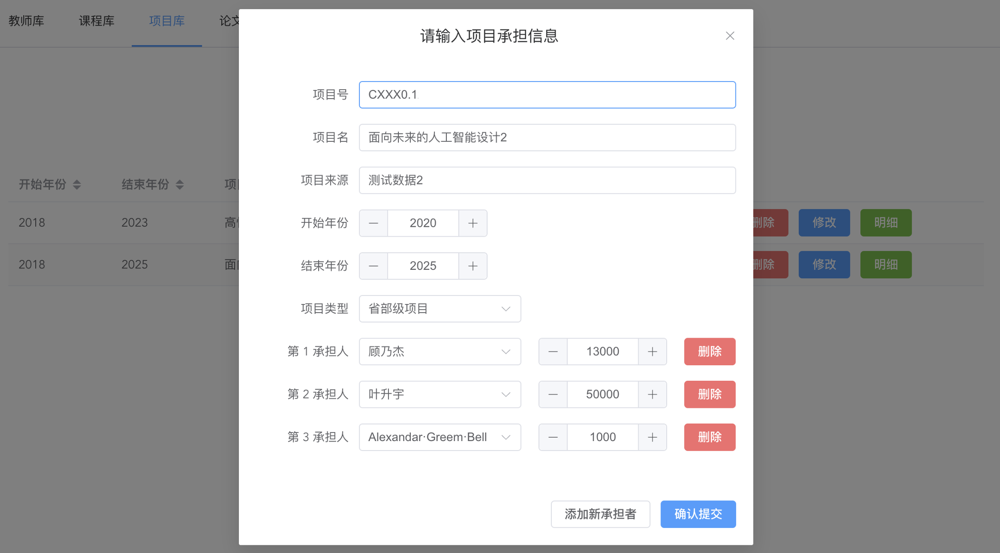 教师库 课程库 项目库 论文
请输入项目承担信息
项目号 CXXX0.1
项目名 面向未来的人工智能设计2
项目来源 测试数据2
开始年份 结束年份
开始年份 2020
2018 2023 删除 修改 明细
结束年份 2025
2018 2025 删除 修改 明细
项目类型 省部级项目
第 1 承担人 顾乃杰 13000 删除
第 2 承担人 叶升宇 50000 删除
第 3 承担人 Alexandar·Greem·Bell 1000 删除
添加新承担者 确认提交